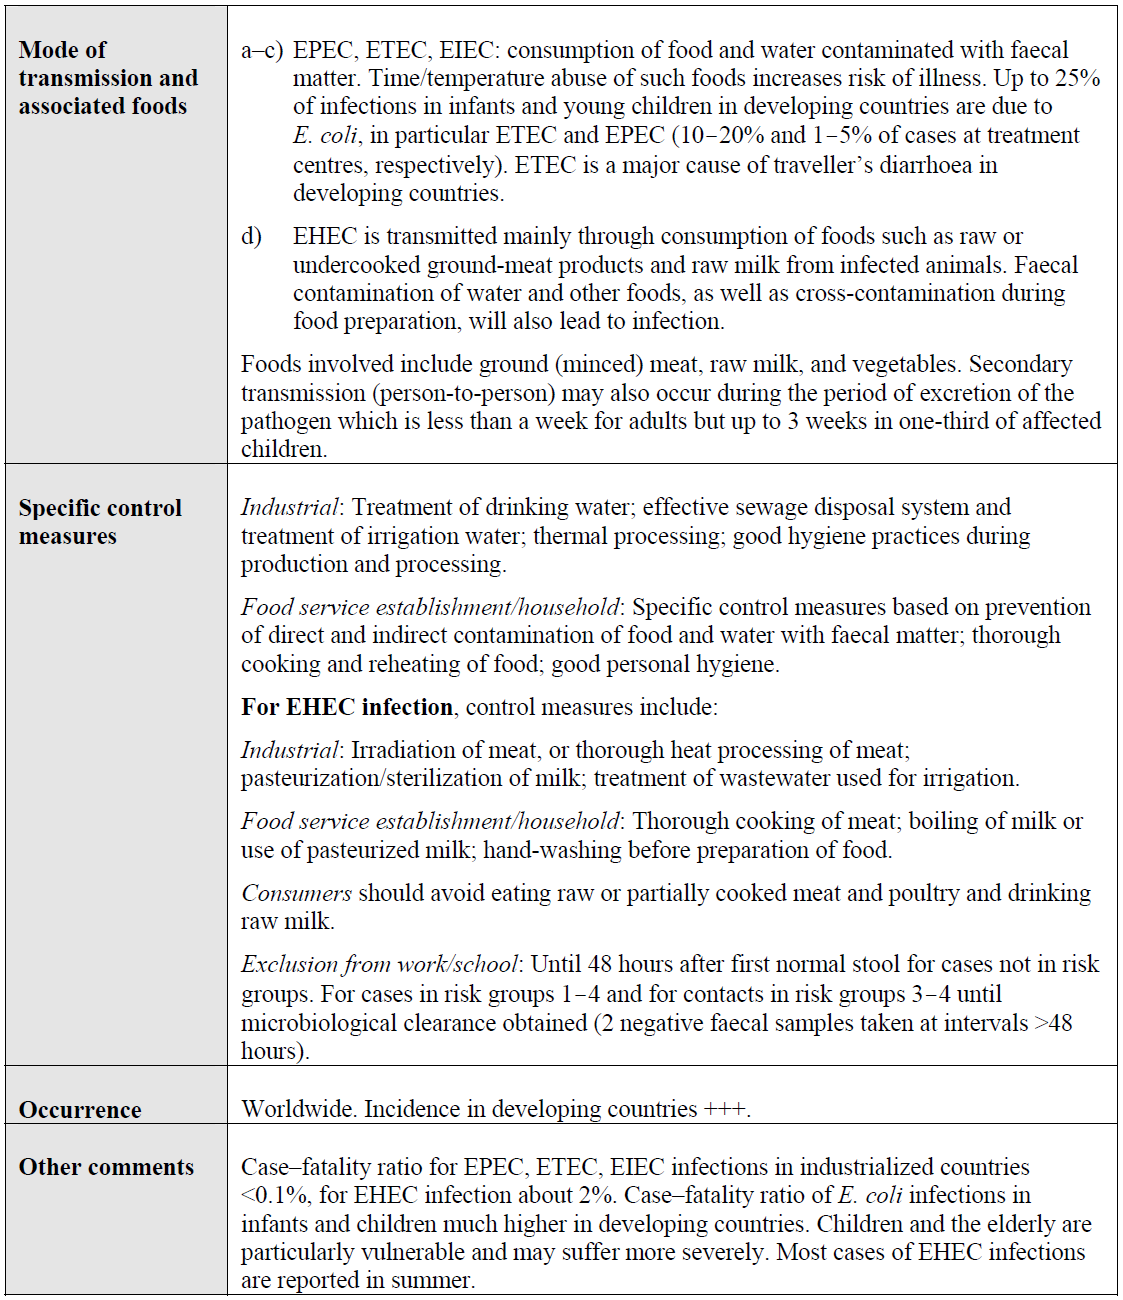 Mode of
transmission and
associated foods
a–c) EPEC, ETEC, EIEC: consumption of food and water contaminated with faecal
matter. Time/temperature abuse of such foods increases risk of illness. Up to 25%
of infections in infants and young children in developing countries are due to
E. coli, in particular ETEC and EPEC (10–20% and 1–5% of cases at treatment
centres, respectively). ETEC is a major cause of traveller’s diarrhoea in
developing countries.
d) EHEC is transmitted mainly through consumption of foods such as raw or
undercooked ground-meat products and raw milk from infected animals. Faecal
contamination of water and other foods, as well as cross-contamination during
food preparation, will also lead to infection.
Foods involved include ground (minced) meat, raw milk, and vegetables. Secondary
transmission (person-to-person) may also occur during the period of excretion of the
pathogen which is less than a week for adults but up to 3 weeks in one-third of affected
children.
Specific control
measures
Industrial: Treatment of drinking water; effective sewage disposal system and
treatment of irrigation water; thermal processing; good hygiene practices during
production and processing.
Food service establishment/household: Specific control measures based on prevention
of direct and indirect contamination of food and water with faecal matter; thorough
cooking and reheating of food; good personal hygiene.
For EHEC infection, control measures include:
Industrial: Irradiation of meat, or thorough heat processing of meat;
pasteurization/sterilization of milk; treatment of wastewater used for irrigation.
Food service establishment/household: Thorough cooking of meat; boiling of milk or
use of pasteurized milk; hand-washing before preparation of food.
Consumers should avoid eating raw or partially cooked meat and poultry and drinking
raw milk.
Exclusion from work/school: Until 48 hours after first normal stool for cases not in risk
groups. For cases in risk groups 1–4 and for contacts in risk groups 3–4 until
microbiological clearance obtained (2 negative faecal samples taken at intervals >48
hours).
Occurrence
Worldwide. Incidence in developing countries +++.
Other comments
Case–fatality ratio for EPEC, ETEC, EIEC infections in industrialized countries
<0.1%, for EHEC infection about 2%. Case–fatality ratio of E. coli infections in
infants and children much higher in developing countries. Children and the elderly are
particularly vulnerable and may suffer more severely. Most cases of EHEC infections
are reported in summer.